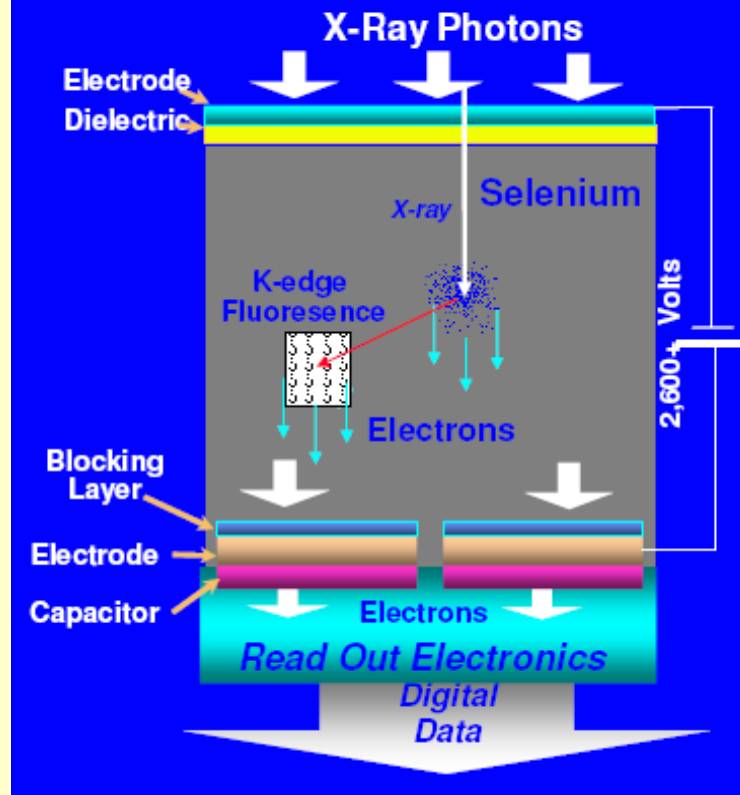 X-Ray Photons
Electrode
Dielectric
X-ray
Selenium
K-edge
Fluoresence
2,600+ Volts
Electrons
Blocking
Layer
Electrode
Capacitor
Electrons
Read Out Electronics
Digital
Data